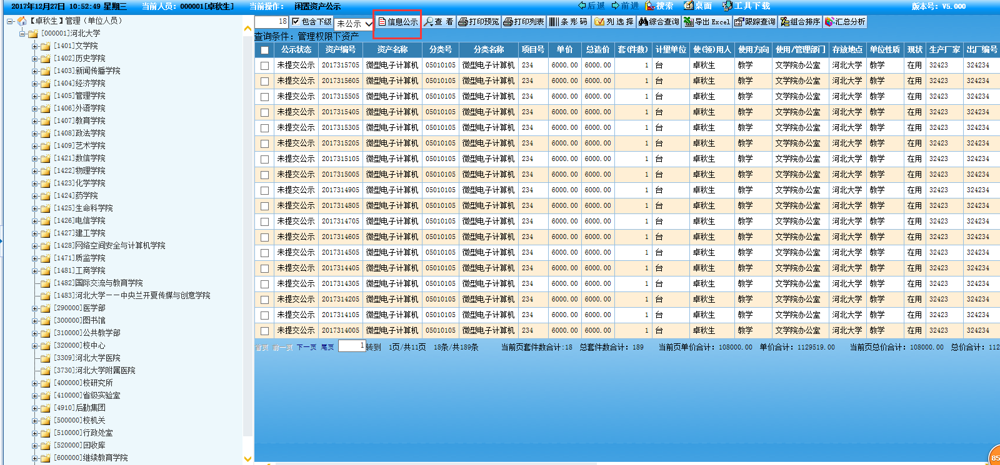 2017年12月27日 10:52:49 星期三 当前人员：000001[卓秋生] 当前操作： 闲置资产公示 后退 前进 搜索 桌面 工具下载 版本号：V5.000
【卓秋生】管理（单位人员）
[000001]河北大学
[1401]文学院
[1402]历史学院
[1403]新闻传播学院
[1404]经济学院
[1405]管理学院
[1406]外语学院
[1407]教育学院
[1408]政法学院
[1409]艺术学院
[1421]数信学院
[1422]物理学院
[1423]化学学院
[1424]药学院
[1425]生命科学院
[1426]电信学院
[1427]建工学院
[1428]网络空间安全与计算机学院
[1471]质监学院
[1481]工商学院
[1482]国际交流与教育学院
[1483]河北大学－－中央兰开夏传媒与创意学院
[290000]医学部
[300000]图书馆
[310000]公共教学部
[320000]校中心
[3309]河北大学医院
[3730]河北大学附属医院
[400000]校研究所
[410000]省级实验室
[4910]后勤集团
[500000]校机关
[510000]行政处室
[520000]回收库
[600000]继续教育学院
18 包含下级 未公示 信息公示 查 看 打印预览 打印列表 条 形 码 列 选 择 综合查询 导出 Excel 跟踪查询 组合排序 汇总分析
查询条件：管理权限下资产
公示状态 资产编号 资产名称 分类号 分类名称 项目号 单价 总造价 套(件数) 计量单位 使(领)用人 使用方向 使用/管理部门 存放地点 单位性质 现状 生产厂家 出厂编号
未提交公示 2017315705 微型电子计算机 05010105 微型电子计算机 234 6000.00 6000.00 1 台 卓秋生 教学 文学院办公室 河北大学 教学 在用 32423 324234
未提交公示 2017315605 微型电子计算机 05010105 微型电子计算机 234 6000.00 6000.00 1 台 卓秋生 教学 文学院办公室 河北大学 教学 在用 32423 324234
未提交公示 2017315505 微型电子计算机 05010105 微型电子计算机 234 6000.00 6000.00 1 台 卓秋生 教学 文学院办公室 河北大学 教学 在用 32423 324234
未提交公示 2017315405 微型电子计算机 05010105 微型电子计算机 234 6000.00 6000.00 1 台 卓秋生 教学 文学院办公室 河北大学 教学 在用 32423 324234
未提交公示 2017315305 微型电子计算机 05010105 微型电子计算机 234 6000.00 6000.00 1 台 卓秋生 教学 文学院办公室 河北大学 教学 在用 32423 324234
未提交公示 2017315205 微型电子计算机 05010105 微型电子计算机 234 6000.00 6000.00 1 台 卓秋生 教学 文学院办公室 河北大学 教学 在用 32423 324234
未提交公示 2017315105 微型电子计算机 05010105 微型电子计算机 234 6000.00 6000.00 1 台 卓秋生 教学 文学院办公室 河北大学 教学 在用 32423 324234
未提交公示 2017315005 微型电子计算机 05010105 微型电子计算机 234 6000.00 6000.00 1 台 卓秋生 教学 文学院办公室 河北大学 教学 在用 32423 324234
未提交公示 2017314905 微型电子计算机 05010105 微型电子计算机 234 6000.00 6000.00 1 台 卓秋生 教学 文学院办公室 河北大学 教学 在用 32423 324234
未提交公示 2017314805 微型电子计算机 05010105 微型电子计算机 234 6000.00 6000.00 1 台 卓秋生 教学 文学院办公室 河北大学 教学 在用 32423 324234
未提交公示 2017314705 微型电子计算机 05010105 微型电子计算机 234 6000.00 6000.00 1 台 卓秋生 教学 文学院办公室 河北大学 教学 在用 32423 324234
未提交公示 2017314605 微型电子计算机 05010105 微型电子计算机 234 6000.00 6000.00 1 台 卓秋生 教学 文学院办公室 河北大学 教学 在用 32423 324234
未提交公示 2017314505 微型电子计算机 05010105 微型电子计算机 234 6000.00 6000.00 1 台 卓秋生 教学 文学院办公室 河北大学 教学 在用 32423 324234
未提交公示 2017314405 微型电子计算机 05010105 微型电子计算机 234 6000.00 6000.00 1 台 卓秋生 教学 文学院办公室 河北大学 教学 在用 32423 324234
未提交公示 2017314305 微型电子计算机 05010105 微型电子计算机 234 6000.00 6000.00 1 台 卓秋生 教学 文学院办公室 河北大学 教学 在用 32423 324234
未提交公示 2017314205 微型电子计算机 05010105 微型电子计算机 234 6000.00 6000.00 1 台 卓秋生 教学 文学院办公室 河北大学 教学 在用 32423 324234
未提交公示 2017314105 微型电子计算机 05010105 微型电子计算机 234 6000.00 6000.00 1 台 卓秋生 教学 文学院办公室 河北大学 教学 在用 32423 324234
未提交公示 2017314005 微型电子计算机 05010105 微型电子计算机 234 6000.00 6000.00 1 台 卓秋生 教学 文学院办公室 河北大学 教学 在用 32423 324234
首页 前一页 下一页 尾页 1 转到 1页/共11页 18条/共189条 当前页套件数合计：18 总套件数合计：189 当前页单价合计：108000.00 单价合计：1129519.00 当前页总价合计：108000.00 总价合计：112
85